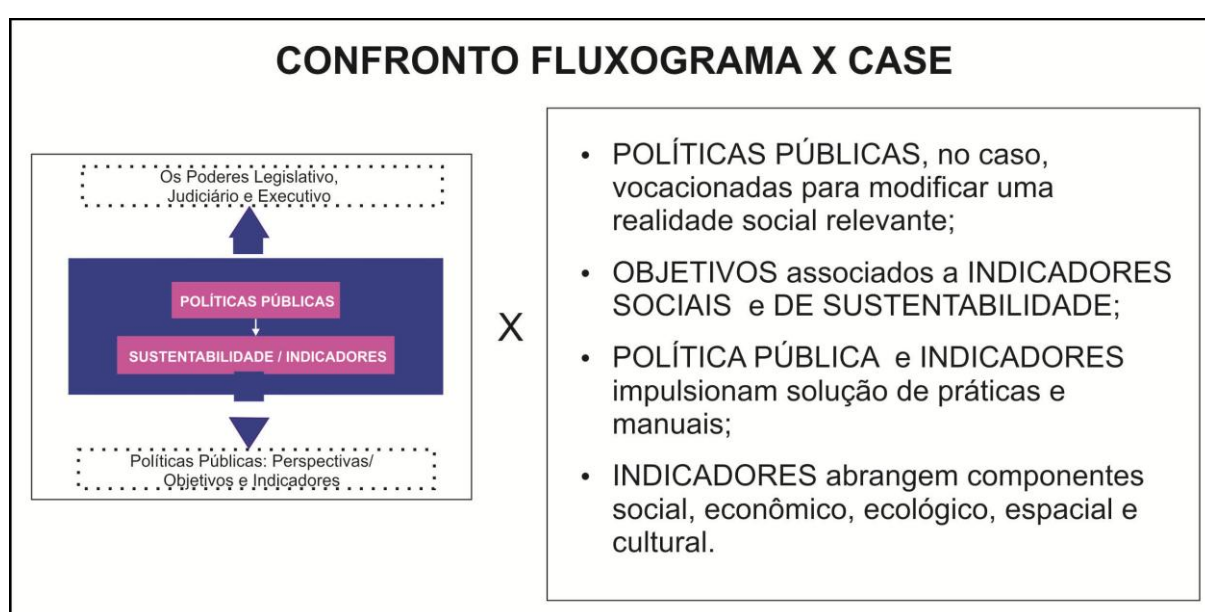 CONFRONTO FLUXOGRAMA X CASE
Os Poderes Legislativo,
Judiciário e Executivo
POLÍTICAS PÚBLICAS
SUSTENTABILIDADE / INDICADORES
Políticas Públicas: Perspectivas/
Objetivos e Indicadores
X
• POLÍTICAS PÚBLICAS, no caso,
vocacionadas para modificar uma
realidade social relevante;
• OBJETIVOS associados a INDICADORES
SOCIAIS e DE SUSTENTABILIDADE;
• POLÍTICA PÚBLICA e INDICADORES
impulsionam solução de práticas e
manuais;
• INDICADORES abrangem componentes
social, econômico, ecológico, espacial e
cultural.